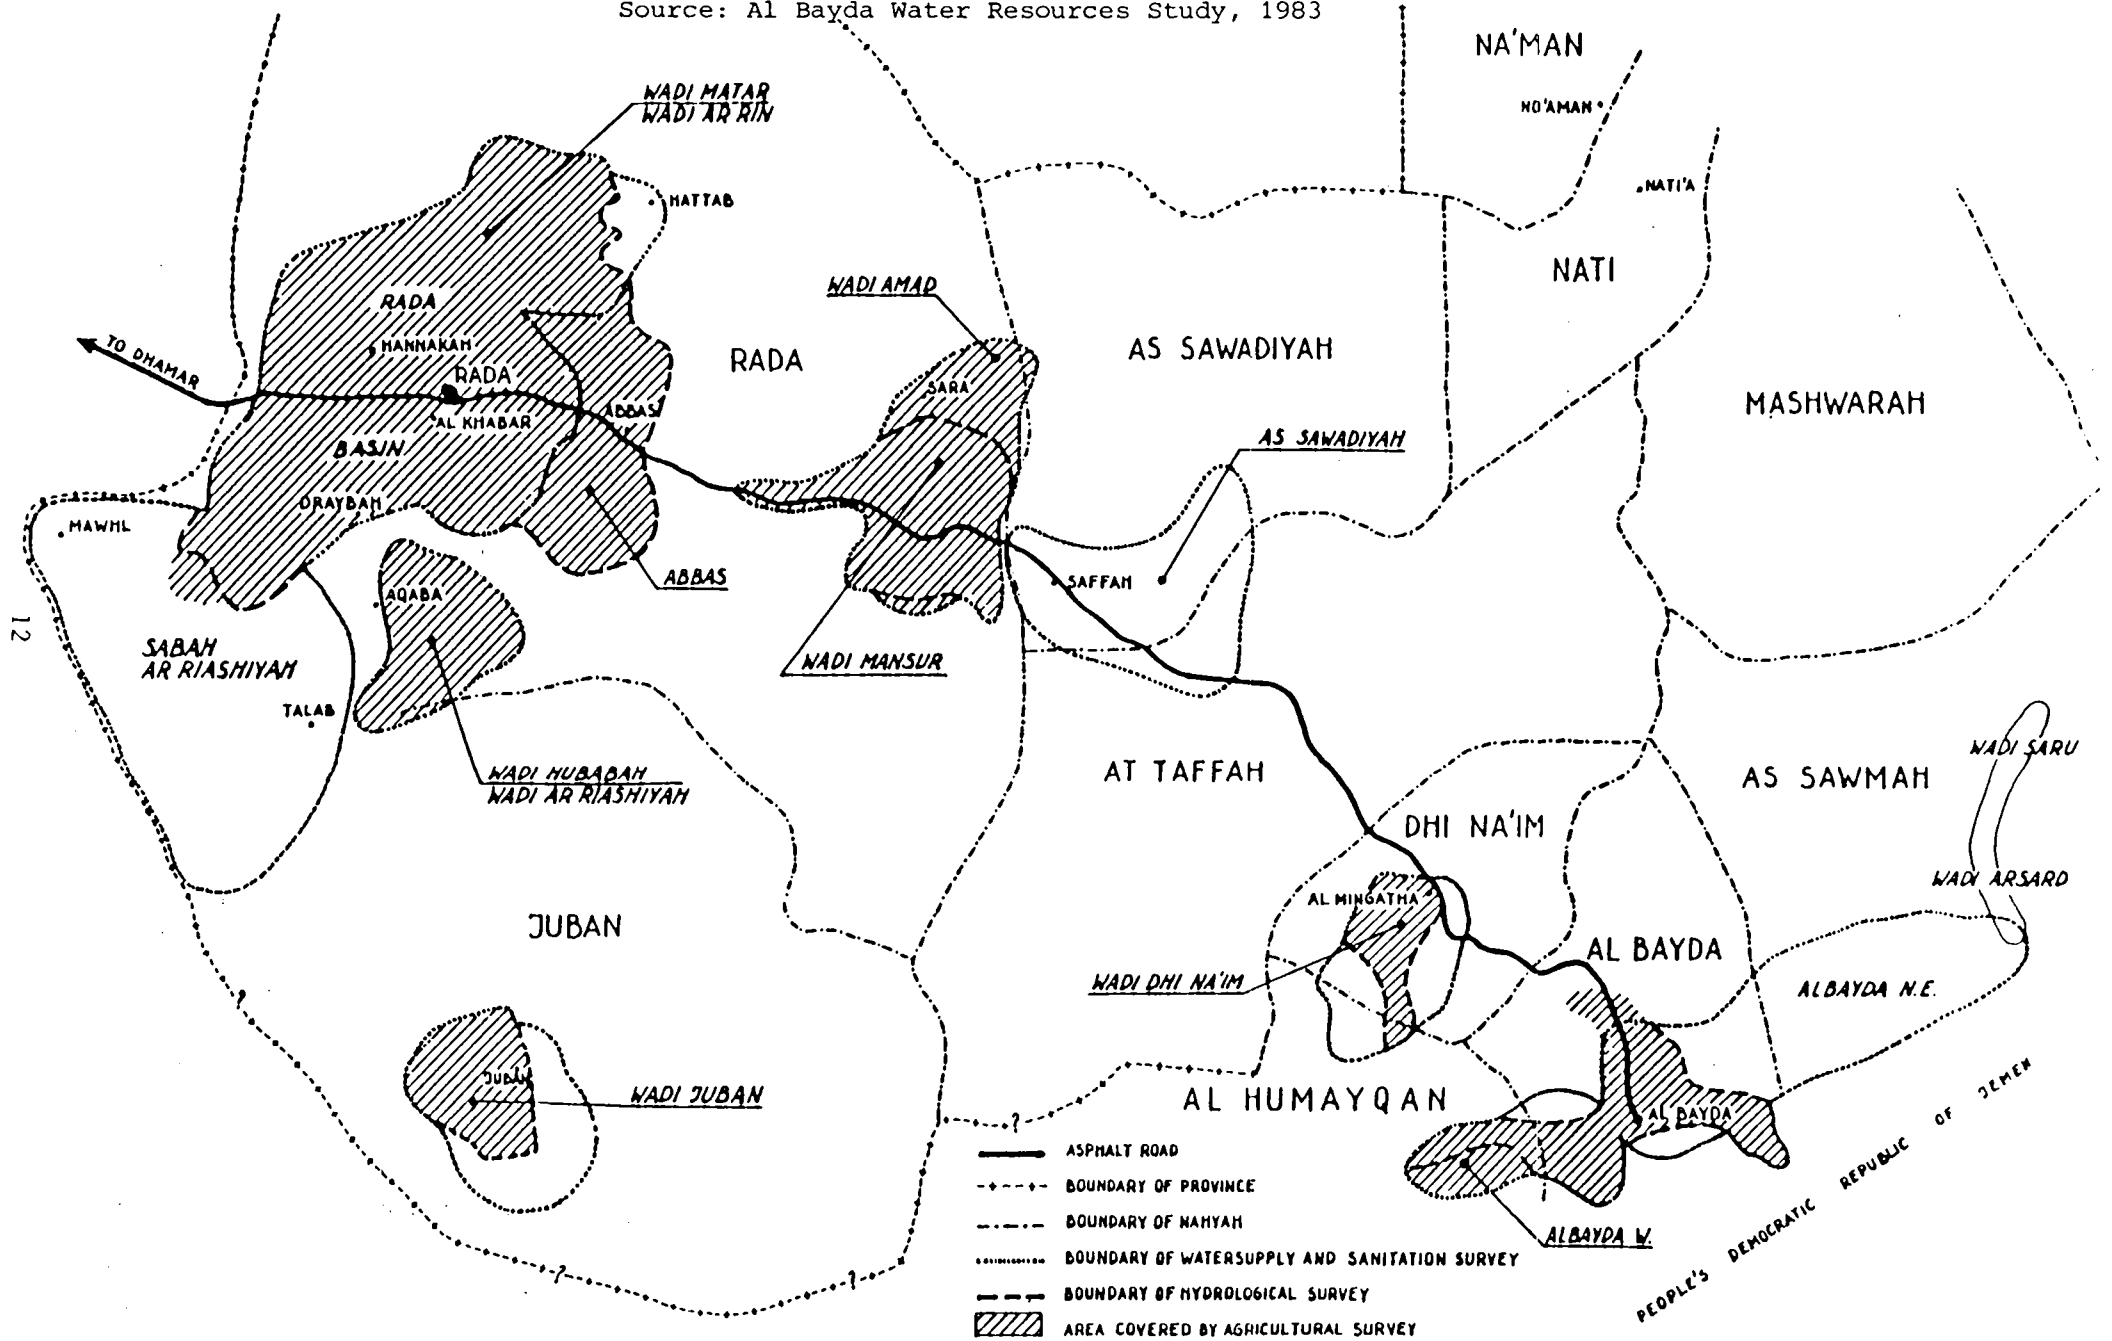 Source: Al Bayda Water Resources Study, 1983
NA'MAN
NO'AMAN
WADI MATAR
WADI AR RIN
HATTAB
NATI'A
NATI
WADI AMAD
RADA
HANNAKAH
TO DHAMAR
RADA
RADA
AS SAWADIYAH
SARA
MASHWARAH
ABBAS
AL KHABAR
BASIN
AS SAWADIYAH
DRAYBAH
MAWHL
ABBAS
SAFFAH
AQABA
12
SABAH
AR RIASHIYAH
WADI MANSUR
TALAB
WADI HUBABAH
WADI AR RIASHIYAH
AT TAFFAH
WADI SARU
AS SAWMAH
DHI NA'IM
WADI ARSARD
AL MINGATHA
JUBAN
AL BAYDA
WADI DHI NA'IM
ALBAYDA N.E.
JUBAN
WADI JUBAN
AL HUMAYQAN
AL BAYDA
?
?
?
?
ALBAYDA W.
PEOPLE'S DEMOCRATIC REPUBLIC OF JEMEN
ASPHALT ROAD
BOUNDARY OF PROVINCE
BOUNDARY OF NAHYAH
BOUNDARY OF WATERSUPPLY AND SANITATION SURVEY
BOUNDARY OF HYDROLOGICAL SURVEY
AREA COVERED BY AGRICULTURAL SURVEY